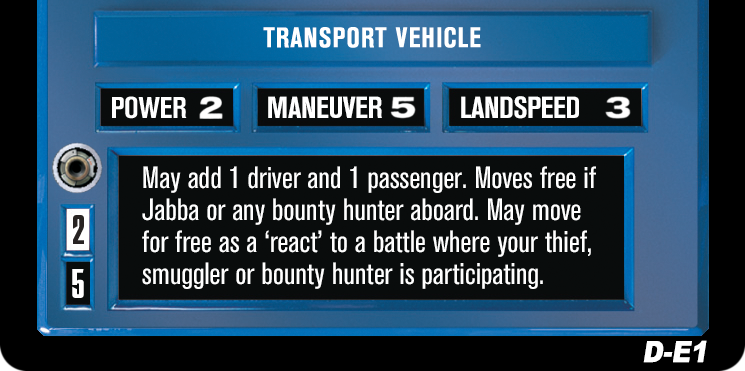 TRANSPORT VEHICLE
POWER 2 MANEUVER 5 LANDSPEED 3
May add 1 driver and 1 passenger. Moves free if
Jabba or any bounty hunter aboard. May move
for free as a ‘react’ to a battle where your thief,
smuggler or bounty hunter is participating.
2
5
D-E1